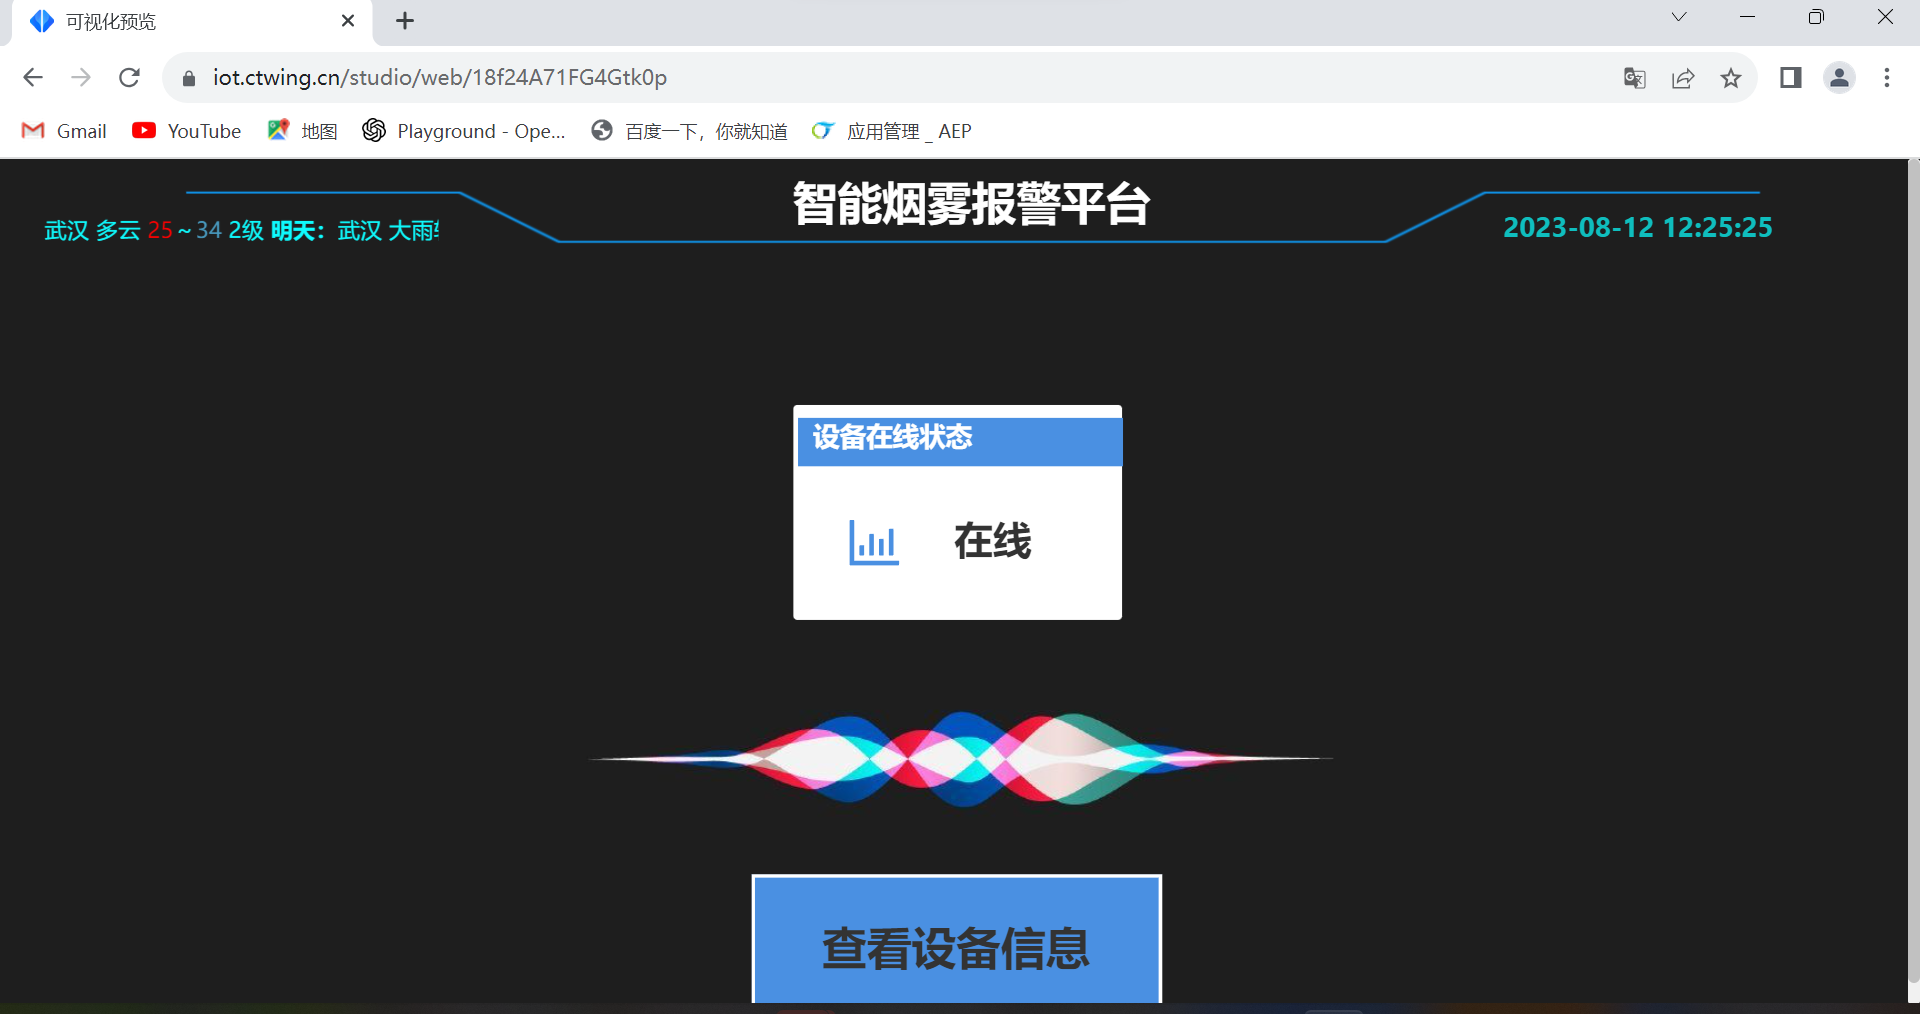 可视化预览
iot.ctwing.cn/studio/web/18f24A71FG4Gtk0p
Gmail YouTube 地图 Playground - Ope... 百度一下，你就知道 应用管理 _ AEP
智能烟雾报警平台
武汉 多云 25 ~ 34 2级 明天：武汉 大雨
2023-08-12 12:25:25
设备在线状态
在线
查看设备信息